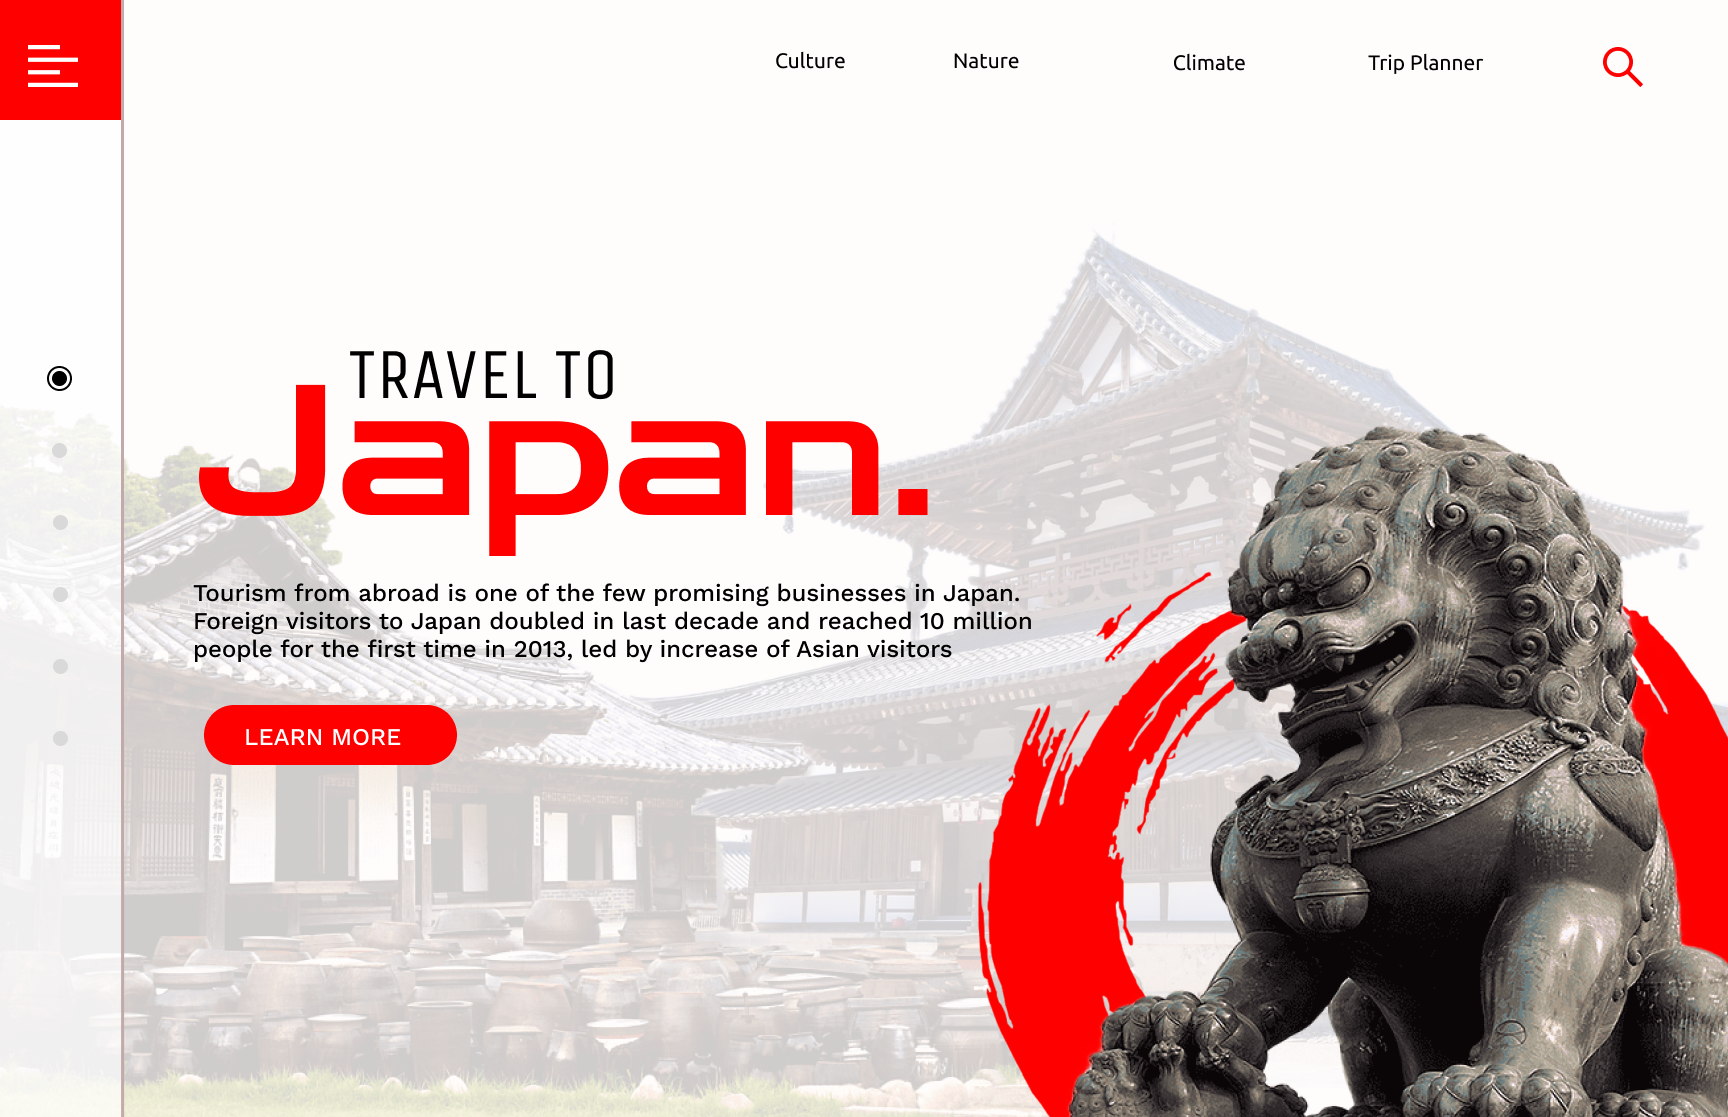 Culture
Nature
Climate
Trip Planner
TRAVEL TO
Japan.
Tourism from abroad is one of the few promising businesses in Japan.
Foreign visitors to Japan doubled in last decade and reached 10 million
people for the first time in 2013, led by increase of Asian visitors
LEARN MORE